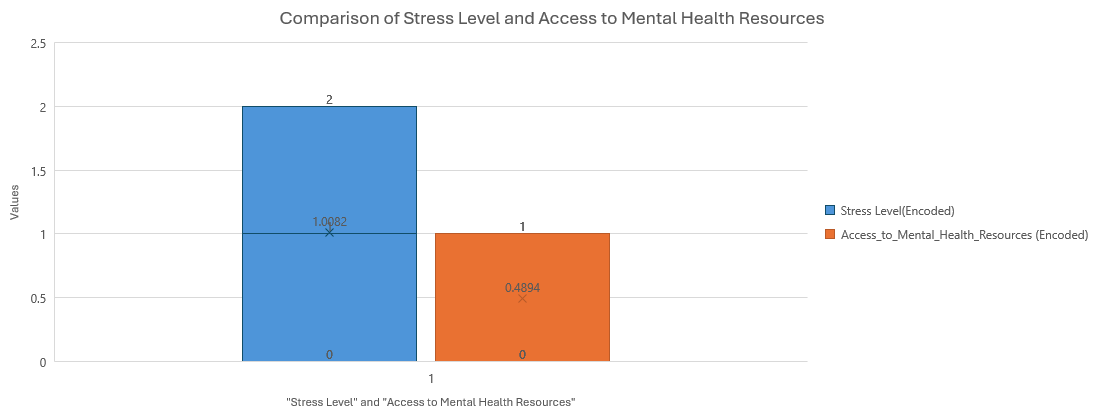 Comparison of Stress Level and Access to Mental Health Resources
2.5
2
1.5
1
0.5
0
Values
2
1.0082
0
1
0.4894
0
1
"Stress Level" and "Access to Mental Health Resources"
Stress Level(Encoded)
Access_to_Mental_Health_Resources (Encoded)